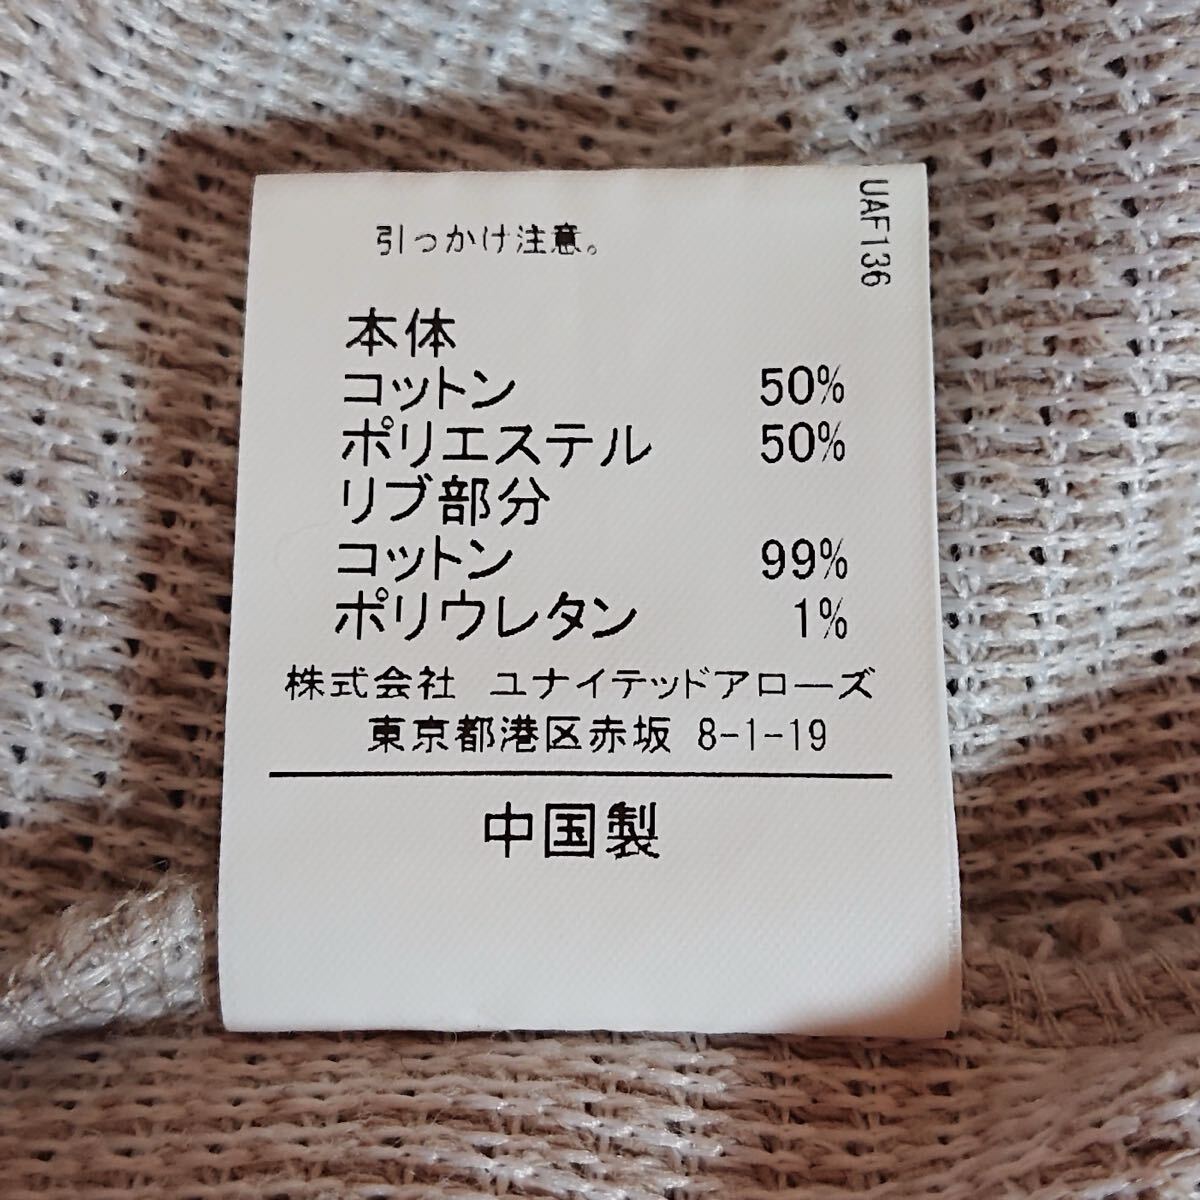 UAF136
引っかけ注意。
本体
コットン 50%
ポリエステル 50%
リブ部分
コットン 99%
ポリウレタン 1%
株式会社 ユナイテッドアローズ
東京都港区赤坂 8-1-19
中国製